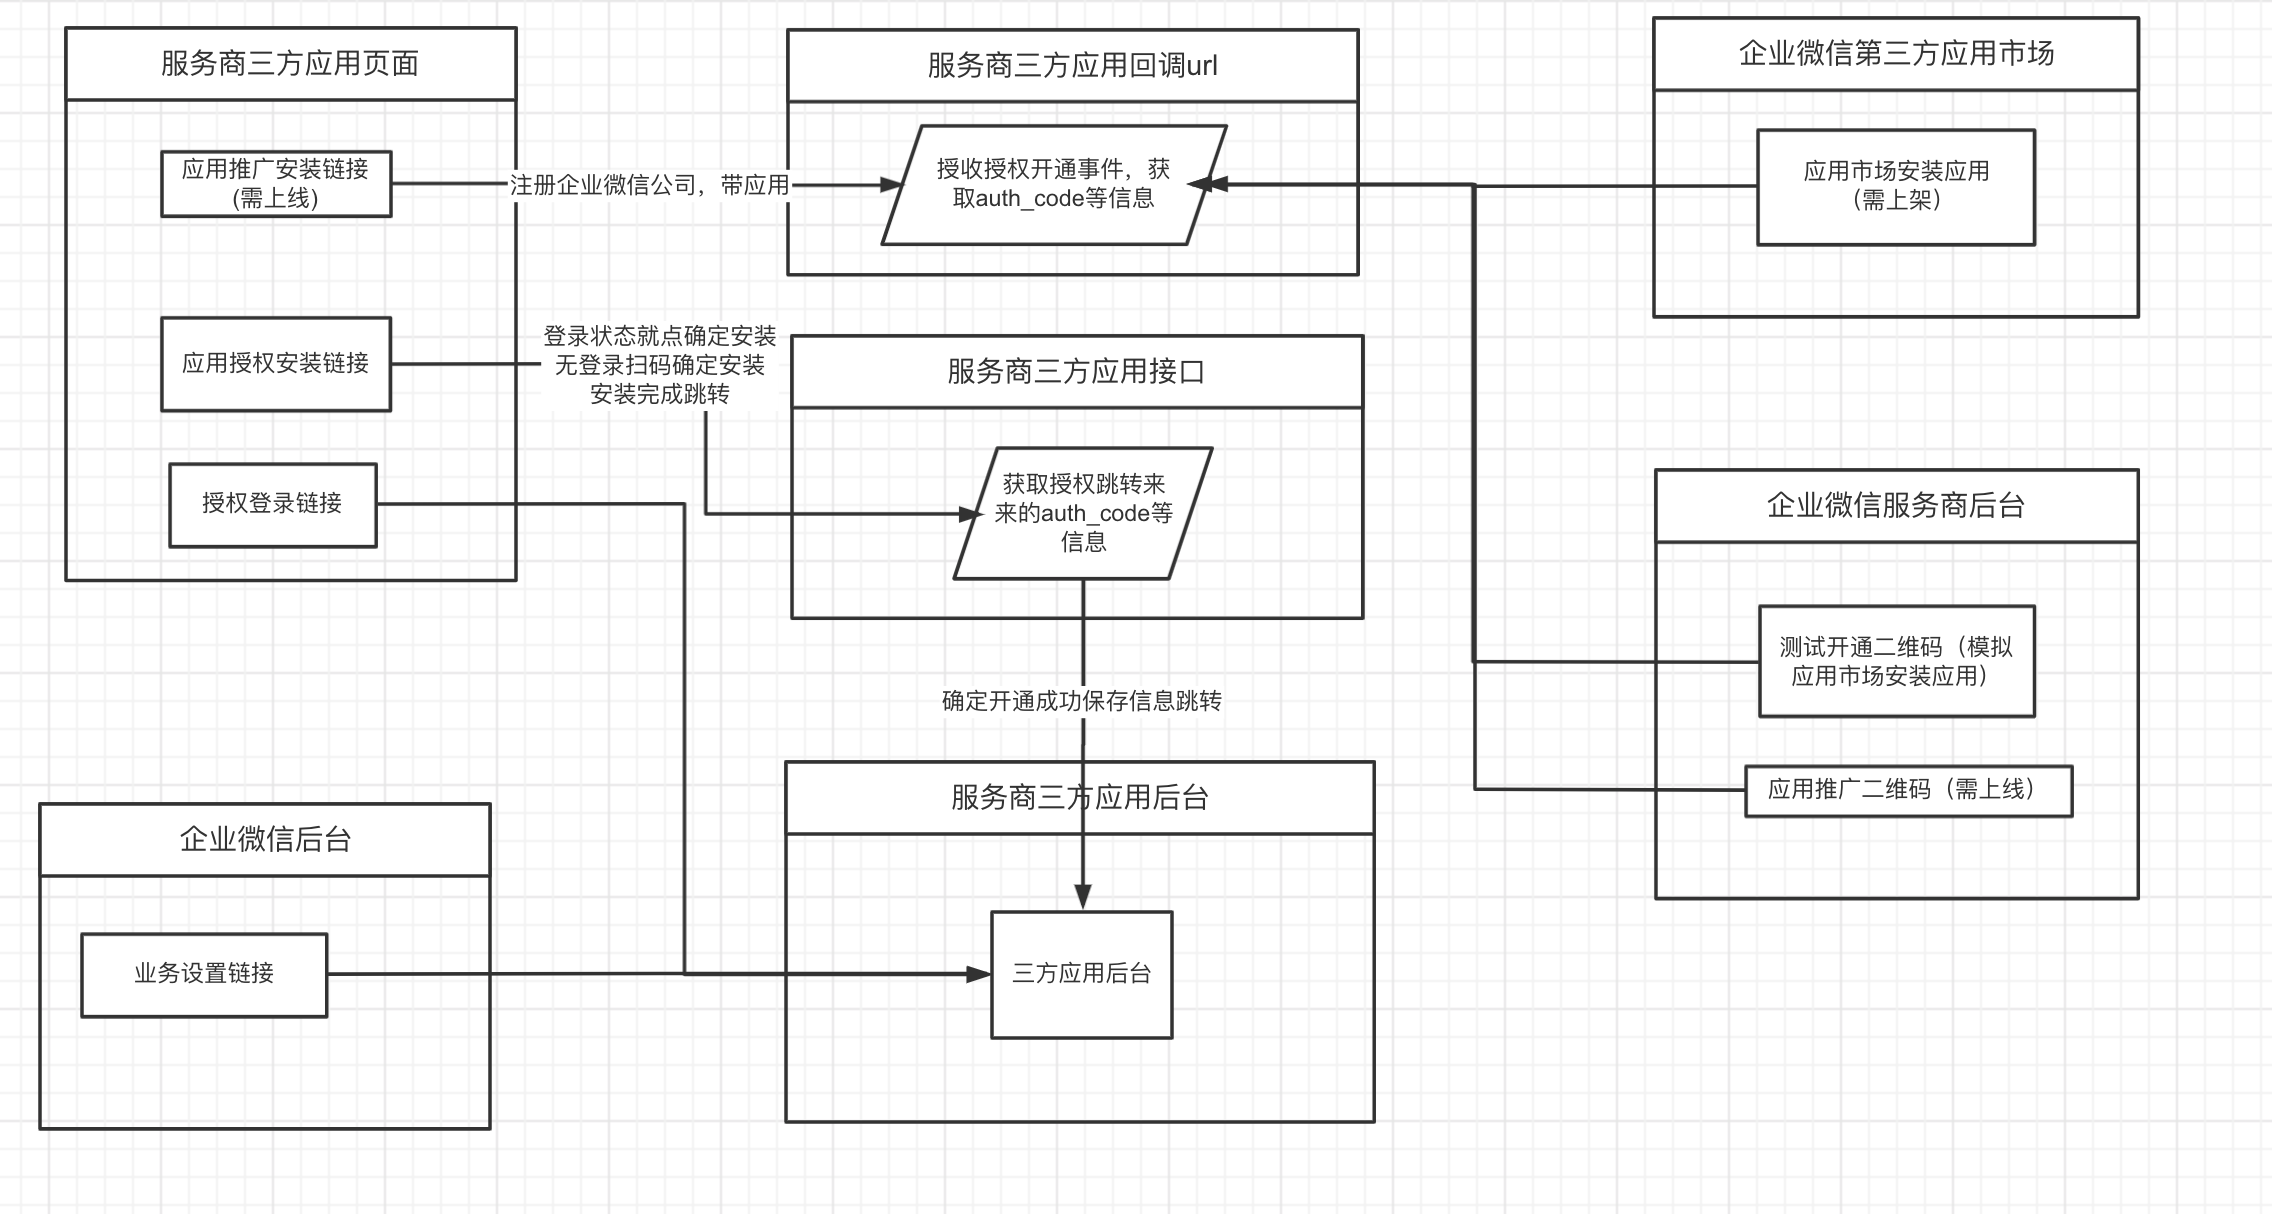 服务商三方应用页面
应用推广安装链接
(需上线)
注册企业微信公司，带应用
应用授权安装链接
登录状态就点确定安装
无登录扫码确定安装
安装完成跳转
授权登录链接
服务商三方应用回调url
授收授权开通事件，获
取auth_code等信息
企业微信第三方应用市场
应用市场安装应用
（需上架）
服务商三方应用接口
获取授权跳转来
来的auth_code等
信息
确定开通成功保存信息跳转
企业微信服务商后台
测试开通二维码（模拟
应用市场安装应用）
应用推广二维码（需上线）
企业微信后台
业务设置链接
服务商三方应用后台
三方应用后台